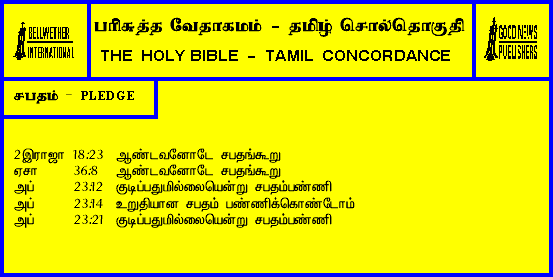 BELLWETHER INTERNATIONAL
பரிசுத்த வேதாகமம் - தமிழ் சொல்தொகுதி
THE HOLY BIBLE - TAMIL CONCORDANCE
GOOD NEWS PUBLISHERS
சபதம் - PLEDGE
2இராஜா 18:23 ஆண்டவனோடே சபதங்கூறு
ஏசா 36:8 ஆண்டவனோடே சபதங்கூறு
அப் 23:12 குடிப்பதுமில்லையென்று சபதம்பண்ணி
அப் 23:14 உறுதியான சபதம் பண்ணிக்கொண்டோம்
அப் 23:21 குடிப்பதுமில்லையென்று சபதம்பண்ணி